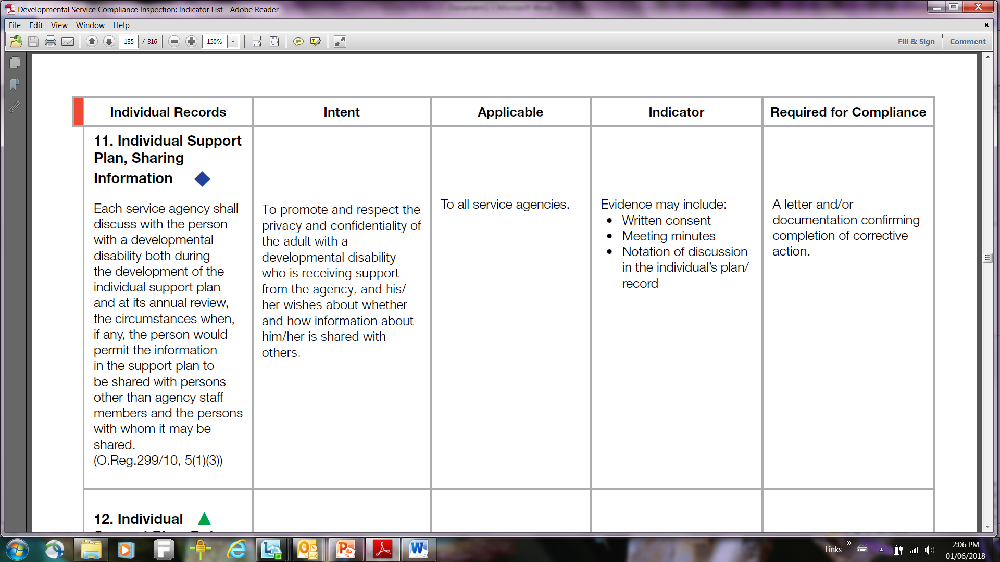 Developmental Service Compliance Inspection: Indicator List - Adobe Reader
File Edit View Window Help
135 / 316
150%
Fill & Sign Comment
Individual Records Intent Applicable Indicator Required for Compliance
11. Individual Support
Plan, Sharing
Information
Each service agency shall
discuss with the person
with a developmental
disability both during
the development of the
individual support plan
and at its annual review,
the circumstances when,
if any, the person would
permit the information
in the support plan to
be shared with persons
other than agency staff
members and the persons
with whom it may be
shared.
(O.Reg.299/10, 5(1)(3))
To promote and respect the
privacy and confidentiality of
the adult with a
developmental disability
who is receiving support
from the agency, and his/
her wishes about whether
and how information about
him/her is shared with
others.
To all service agencies.
Evidence may include:
• Written consent
• Meeting minutes
• Notation of discussion
in the individual’s plan/
record
A letter and/or
documentation confirming
completion of corrective
action.
12. Individual
Links
2:06 PM
01/06/2018